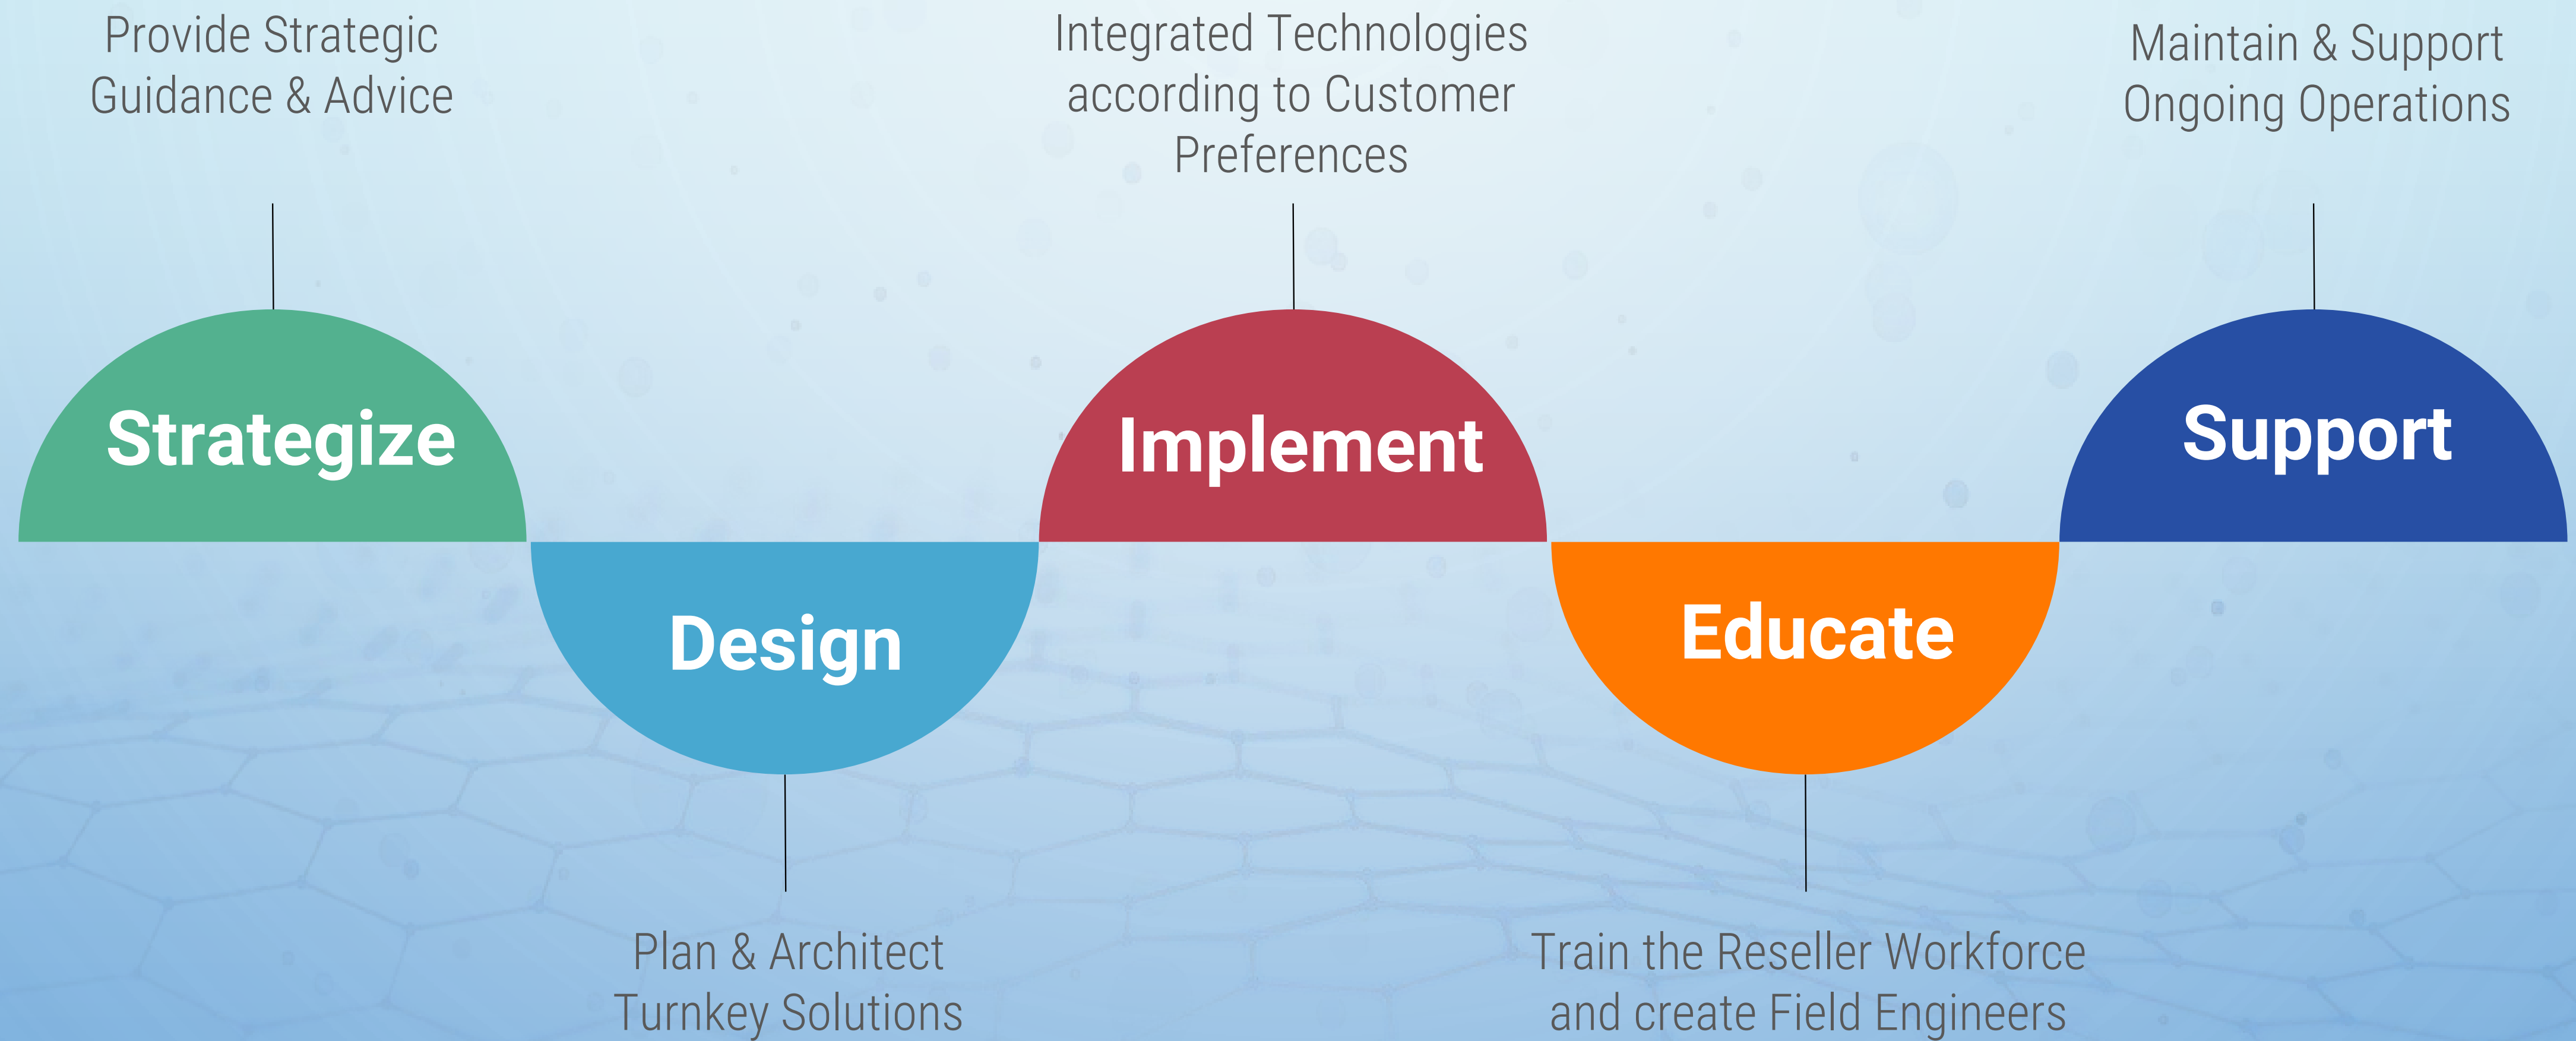 Provide Strategic
Guidance & Advice
Integrated Technologies
according to Customer
Preferences
Maintain & Support
Ongoing Operations
Strategize
Implement
Support
Design
Educate
Plan & Architect
Turnkey Solutions
Train the Reseller Workforce
and create Field Engineers